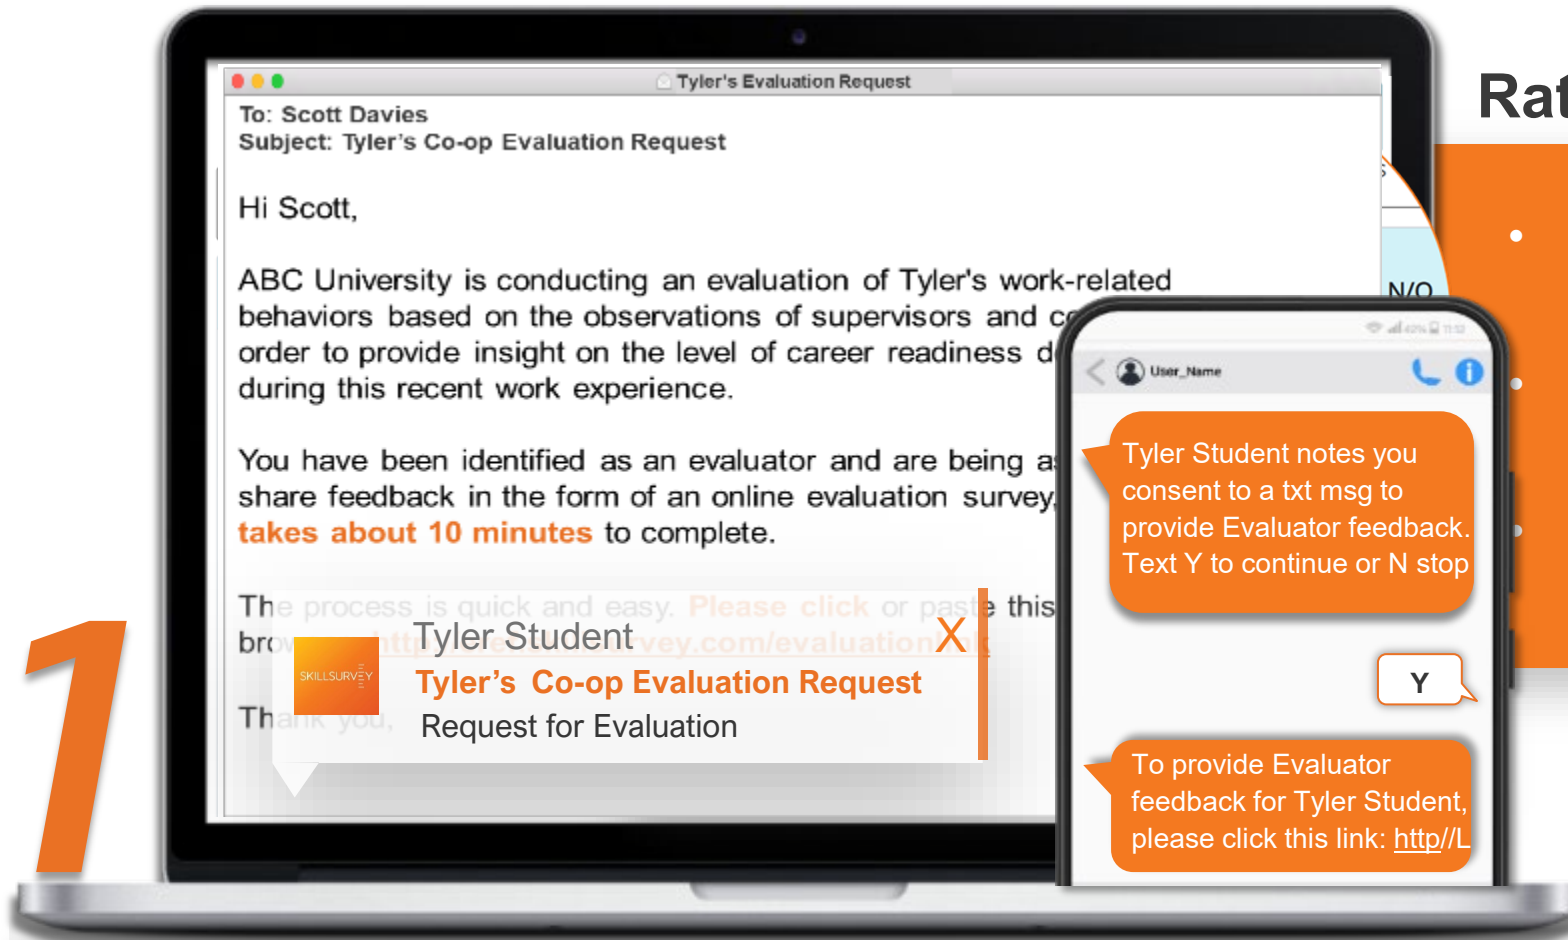 Tyler's Evaluation Request
To: Scott Davies
Subject: Tyler's Co-op Evaluation Request
Hi Scott,
ABC University is conducting an evaluation of Tyler's work-related
behaviors based on the observations of supervisors and
order to provide insight on the level of career readiness
during this recent work experience.
You have been identified as an evaluator and are being
share feedback in the form of an online evaluation survey,
takes about 10 minutes to complete.
The process is quick and easy. Please click or paste this
Thank you,
SKILLSURVEY
Tyler Student
X
Tyler's Co-op Evaluation Request
Request for Evaluation
1
Rat
N/O
11:52
User_Name
Tyler Student notes you
consent to a txt msg to
provide Evaluator feedback.
Text Y to continue or N stop
Y
To provide Evaluator
feedback for Tyler Student,
please click this link: http//L